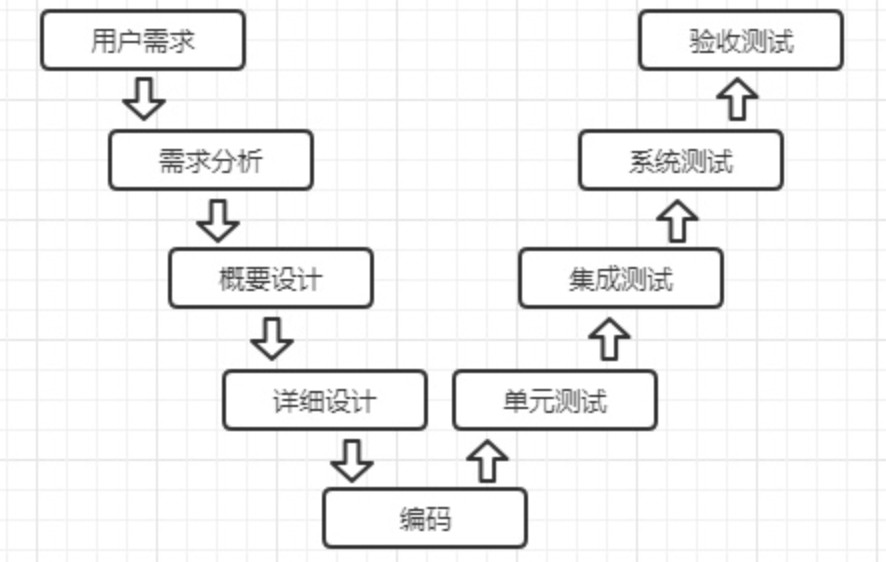 用户需求
验收测试
需求分析
系统测试
概要设计
集成测试
详细设计
单元测试
编码